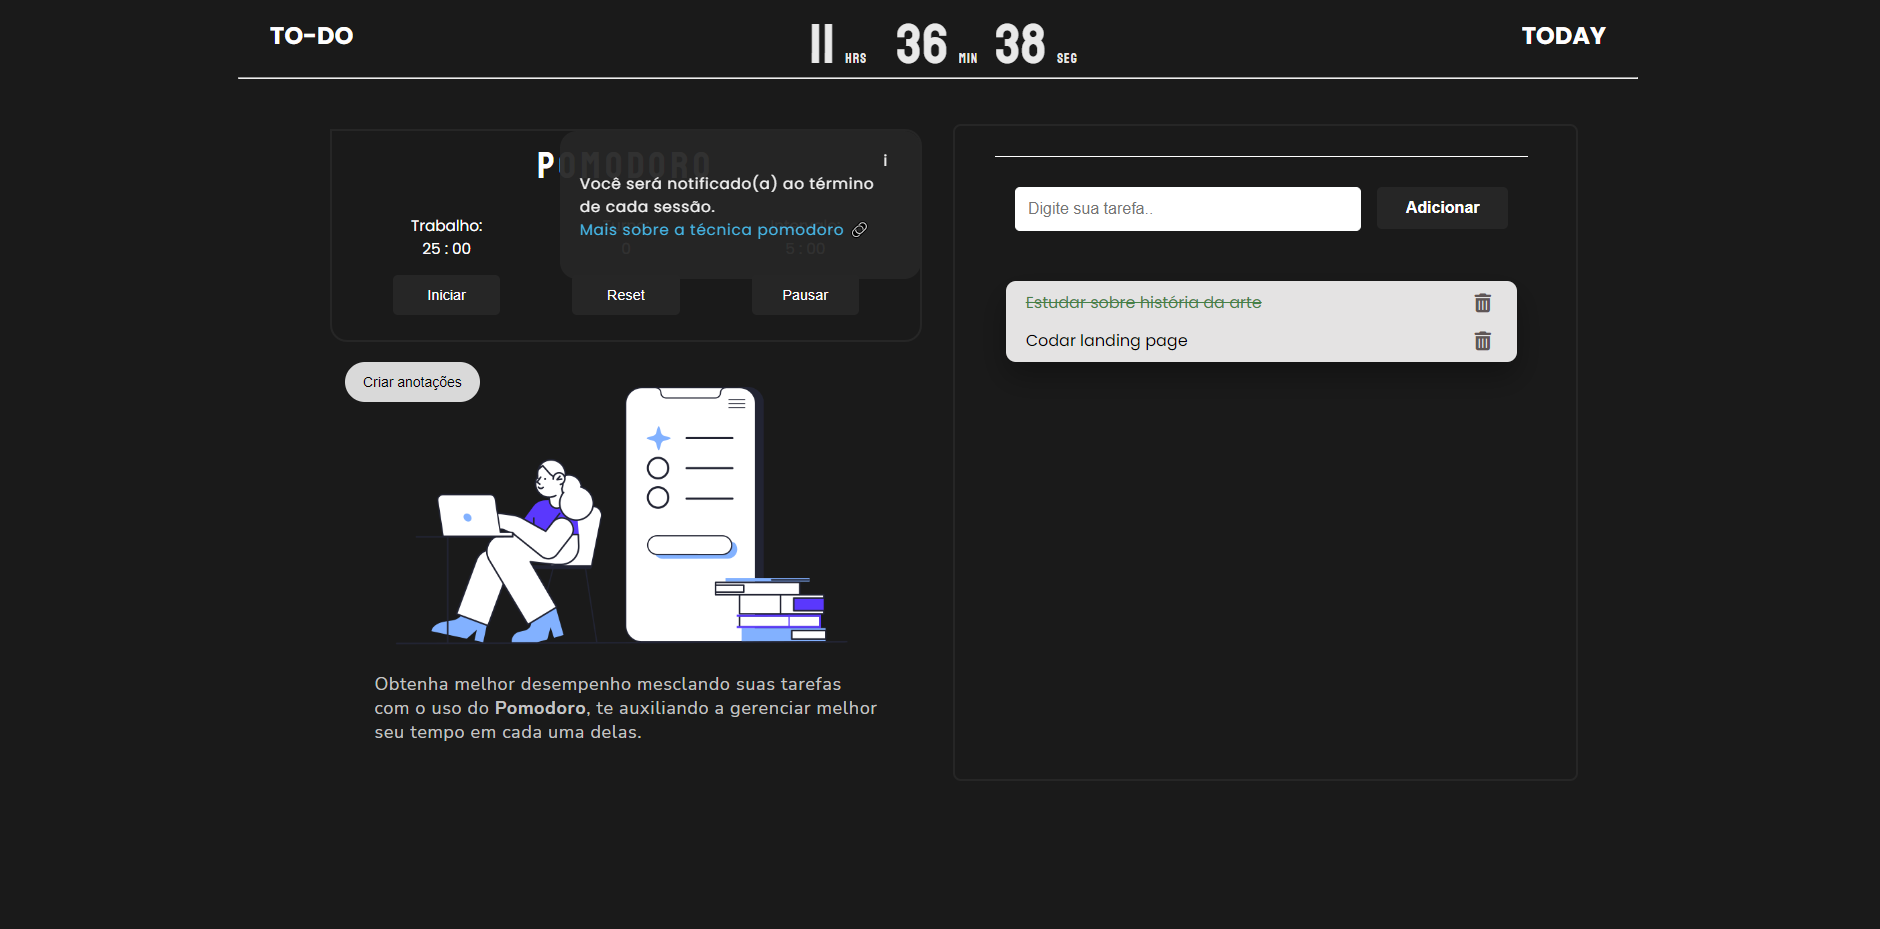 TO-DO
11 HRS 36 MIN 38 SEG
TODAY
POMODORO
i
Você será notificado(a) ao término
de cada sessão.
Mais sobre a técnica pomodoro
Trabalho:
25 : 00
0
5 : 00
Iniciar
Reset
Pausar
Criar anotações
Obtenha melhor desempenho mesclando suas tarefas
com o uso do Pomodoro, te auxiliando a gerenciar melhor
seu tempo em cada uma delas.
Digite sua tarefa..
Adicionar
Estudar sobre história da arte
Codar landing page